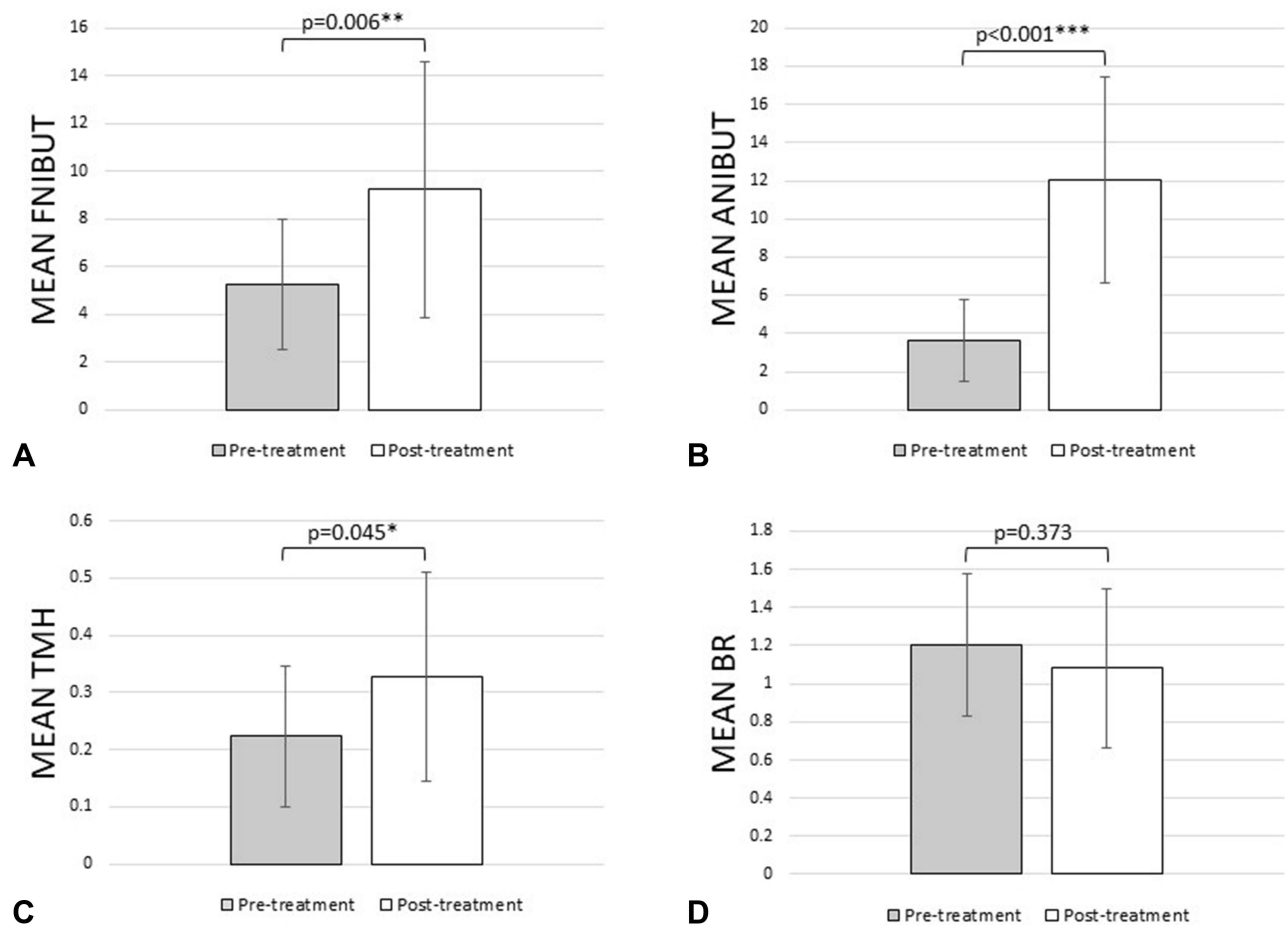 p=0.006**
MEAN FNIBUT
16
14
12
10
8
6
4
2
0
Pre-treatment Post-treatment
A
p<0.001***
MEAN ANIBUT
20
18
16
14
12
10
8
6
4
2
0
Pre-treatment Post-treatment
B
p=0.045*
MEAN TMH
0.6
0.5
0.4
0.3
0.2
0.1
0
Pre-treatment Post-treatment
C
p=0.373
MEAN BR
1.8
1.6
1.4
1.2
1
0.8
0.6
0.4
0.2
0
Pre-treatment Post-treatment
D